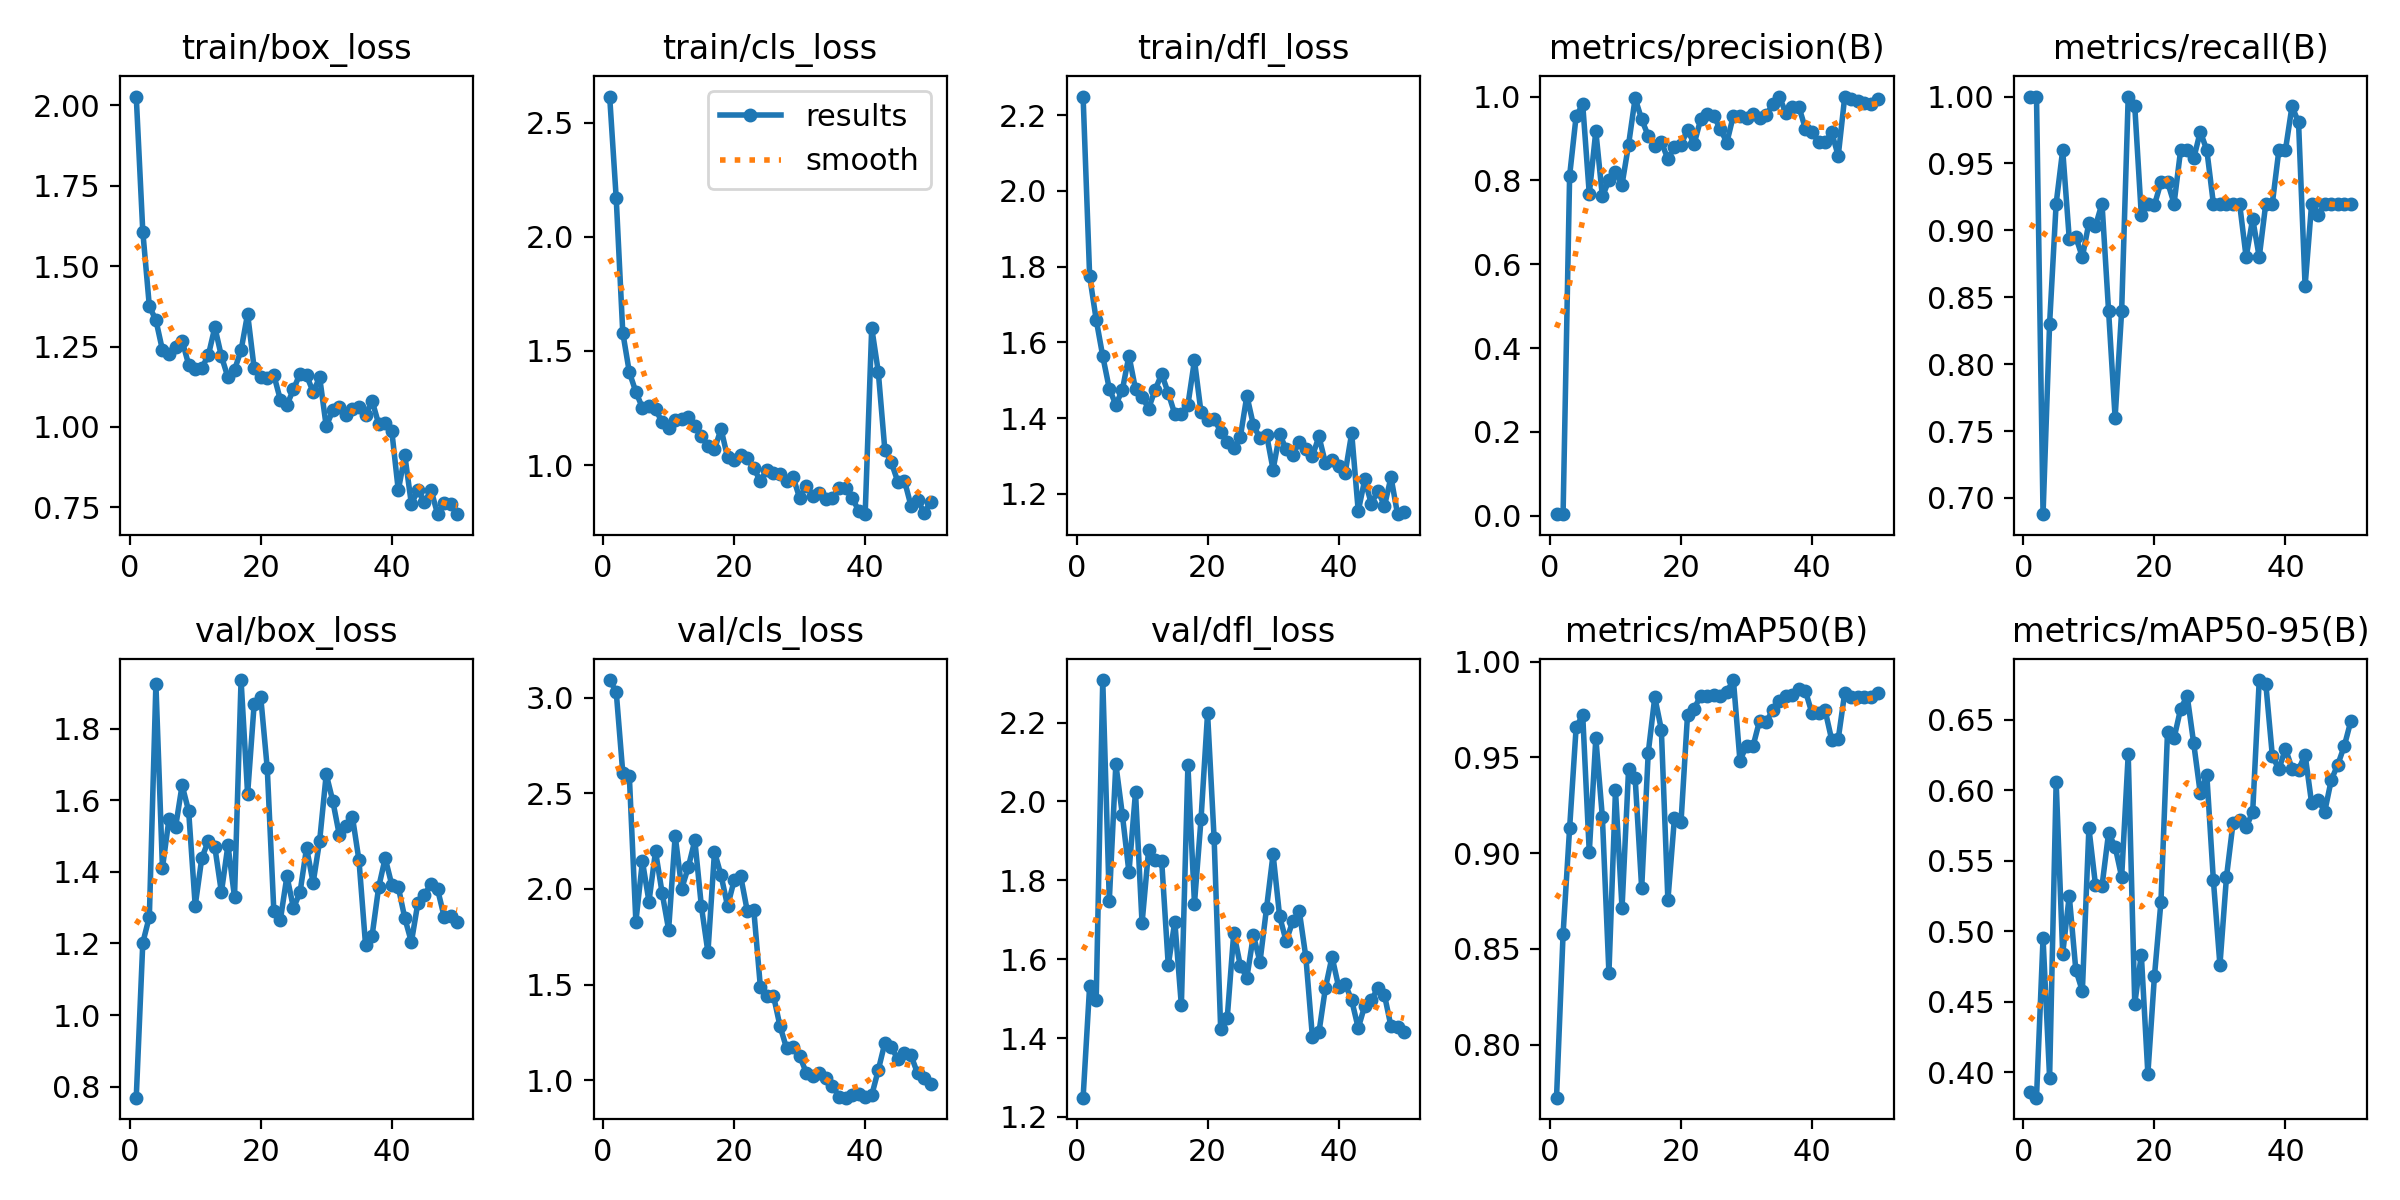 train/box_loss
2.00
1.75
1.50
1.25
1.00
0.75
0 20 40
train/cls_loss
results
smooth
2.5
2.0
1.5
1.0
0 20 40
train/dfl_loss
2.2
2.0
1.8
1.6
1.4
1.2
0 20 40
metrics/precision(B)
1.0
0.8
0.6
0.4
0.2
0.0
0 20 40
metrics/recall(B)
1.00
0.95
0.90
0.85
0.80
0.75
0.70
0 20 40
val/box_loss
1.8
1.6
1.4
1.2
1.0
0.8
0 20 40
val/cls_loss
3.0
2.5
2.0
1.5
1.0
0 20 40
val/dfl_loss
2.2
2.0
1.8
1.6
1.4
1.2
0 20 40
metrics/mAP50(B)
1.00
0.95
0.90
0.85
0.80
0 20 40
metrics/mAP50-95(B)
0.65
0.60
0.55
0.50
0.45
0.40
0 20 40